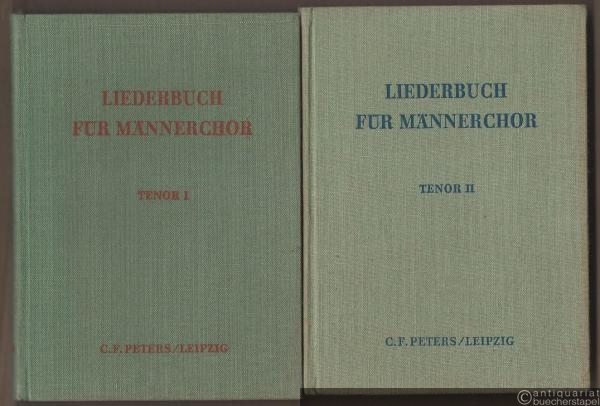 LIEDERBUCH
FÜR MÄNNERCHOR
TENOR I
C.F. PETERS/LEIPZIG
LIEDERBUCH
FÜR MÄNNERCHOR
TENOR II
C.F. PETERS/LEIPZIG
antiquariat
buecherstapel